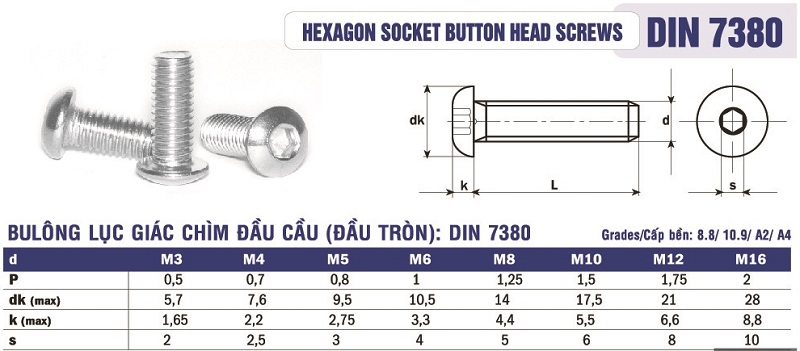 HEXAGON SOCKET BUTTON HEAD SCREWS DIN 7380
dk d
k L s
BULÔNG LỤC GIÁC CHÌM ĐẦU CẦU (ĐẦU TRÒN): DIN 7380 Grades/Cấp bền: 8.8/ 10.9/ A2/ A4
d M3 M4 M5 M6 M8 M10 M12 M16
P 0,5 0,7 0,8 1 1,25 1,5 1,75 2
dk (max) 5,7 7,6 9,5 10,5 14 17,5 21 28
k (max) 1,65 2,2 2,75 3,3 4,4 5,5 6,6 8,8
s 2 2,5 3 4 5 6 8 10